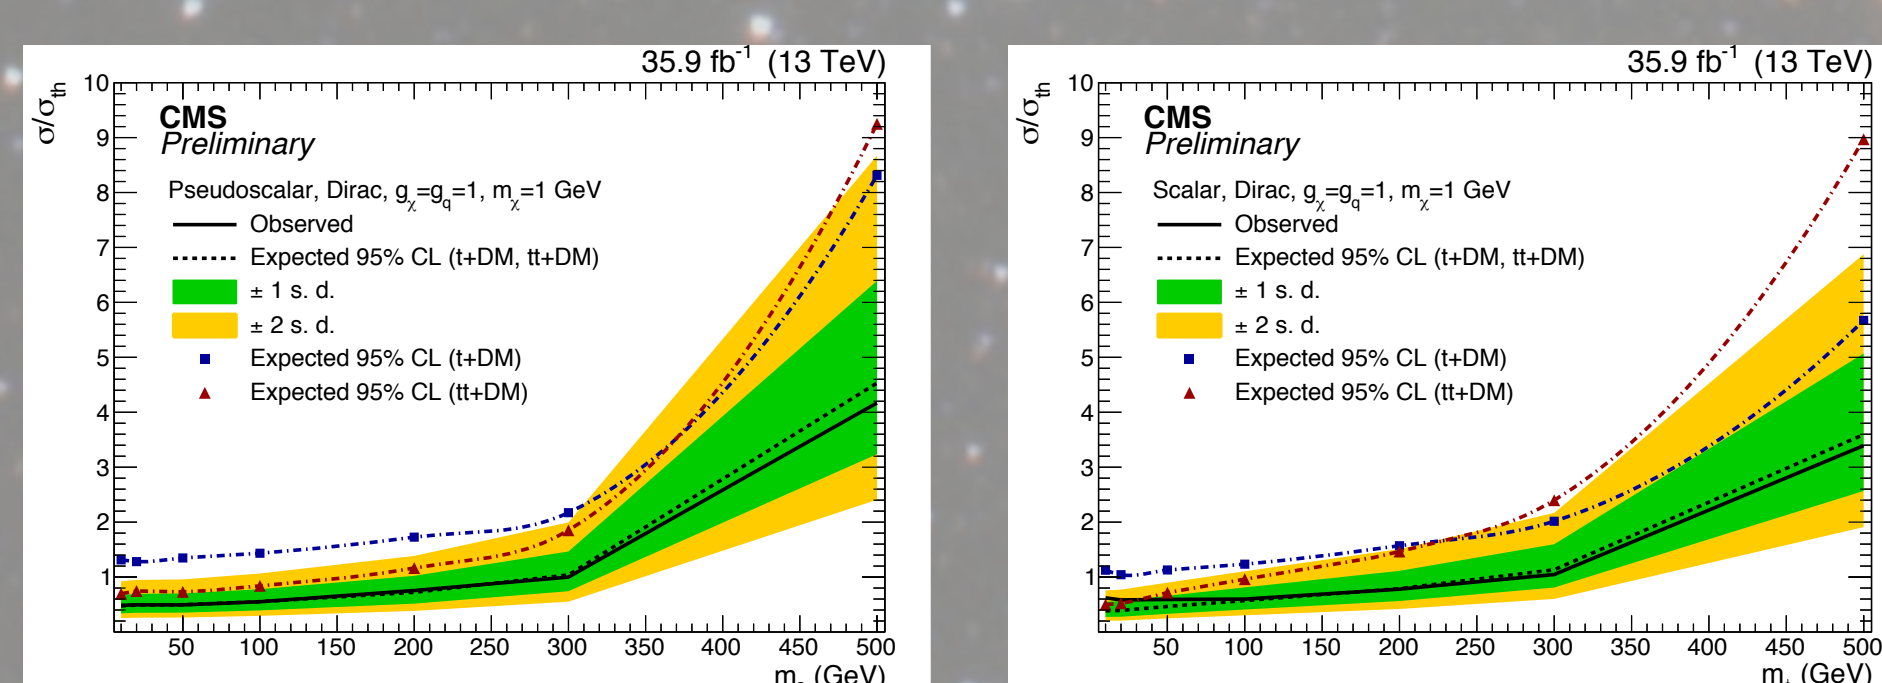 35.9 fb⁻¹ (13 TeV)
σ/σth
10
9
8
7
6
5
4
3
2
1
CMS
Preliminary
Pseudoscalar, Dirac, gχ=gq=1, mχ=1 GeV
Observed
Expected 95% CL (t+DM, tt+DM)
± 1 s. d.
± 2 s. d.
Expected 95% CL (t+DM)
Expected 95% CL (tt+DM)
50 100 150 200 250 300 350 400 450 500
(GeV)
35.9 fb⁻¹ (13 TeV)
σ/σth
10
9
8
7
6
5
4
3
2
1
CMS
Preliminary
Scalar, Dirac, gχ=gq=1, mχ=1 GeV
Observed
Expected 95% CL (t+DM, tt+DM)
± 1 s. d.
± 2 s. d.
Expected 95% CL (t+DM)
Expected 95% CL (tt+DM)
50 100 150 200 250 300 350 400 450 500
(GeV)